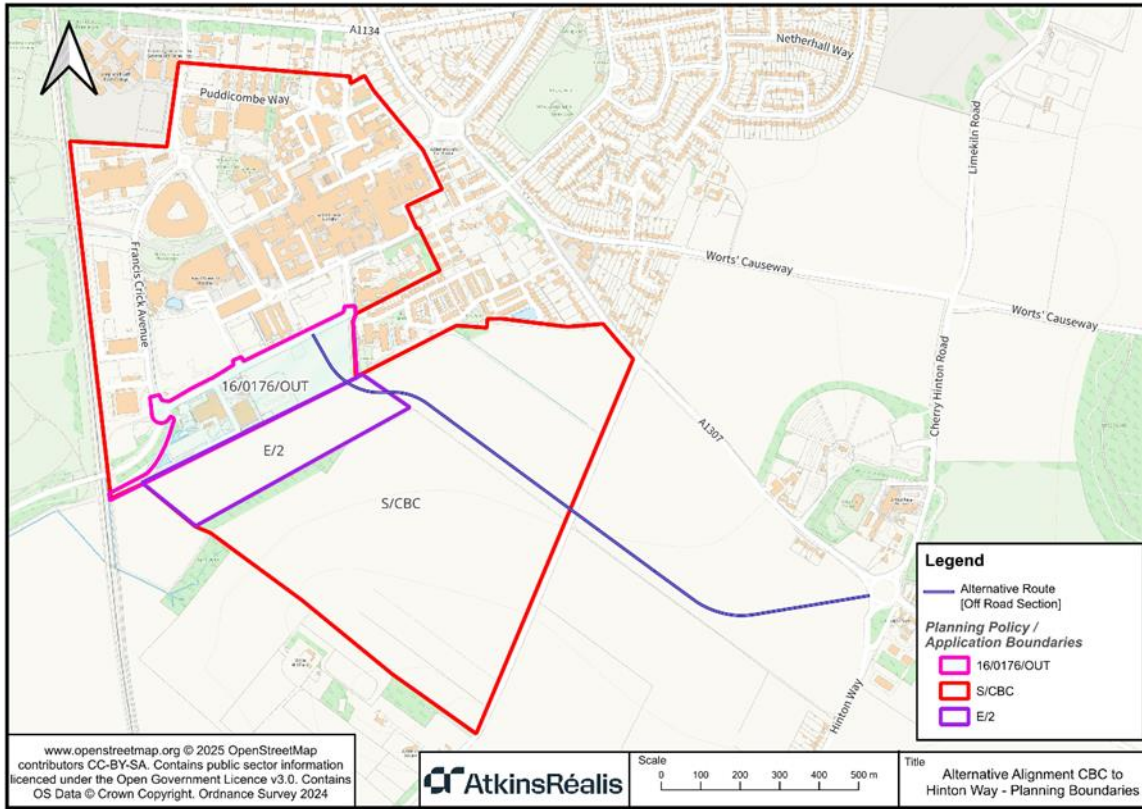 A1134
Netherhall Way
Puddicombe Way
Limekiln Road
Francis Crick Avenue
Worts' Causeway
Worts' Causeway
16/0176/OUT
E/2
S/CBC
A1307
Cherry Hinton Road
Hinton Way
Legend
Alternative Route
[Off Road Section]
Planning Policy /
Application Boundaries
16/0176/OUT
S/CBC
E/2
www.openstreetmap.org © 2025 OpenStreetMap
contributors CC-BY-SA. Contains public sector information
licenced under the Open Government Licence v3.0. Contains
OS Data © Crown Copyright. Ordnance Survey 2024
AtkinsRéalis
Scale
0 100 200 300 400 500 m
Title
Alternative Alignment CBC to
Hinton Way - Planning Boundaries